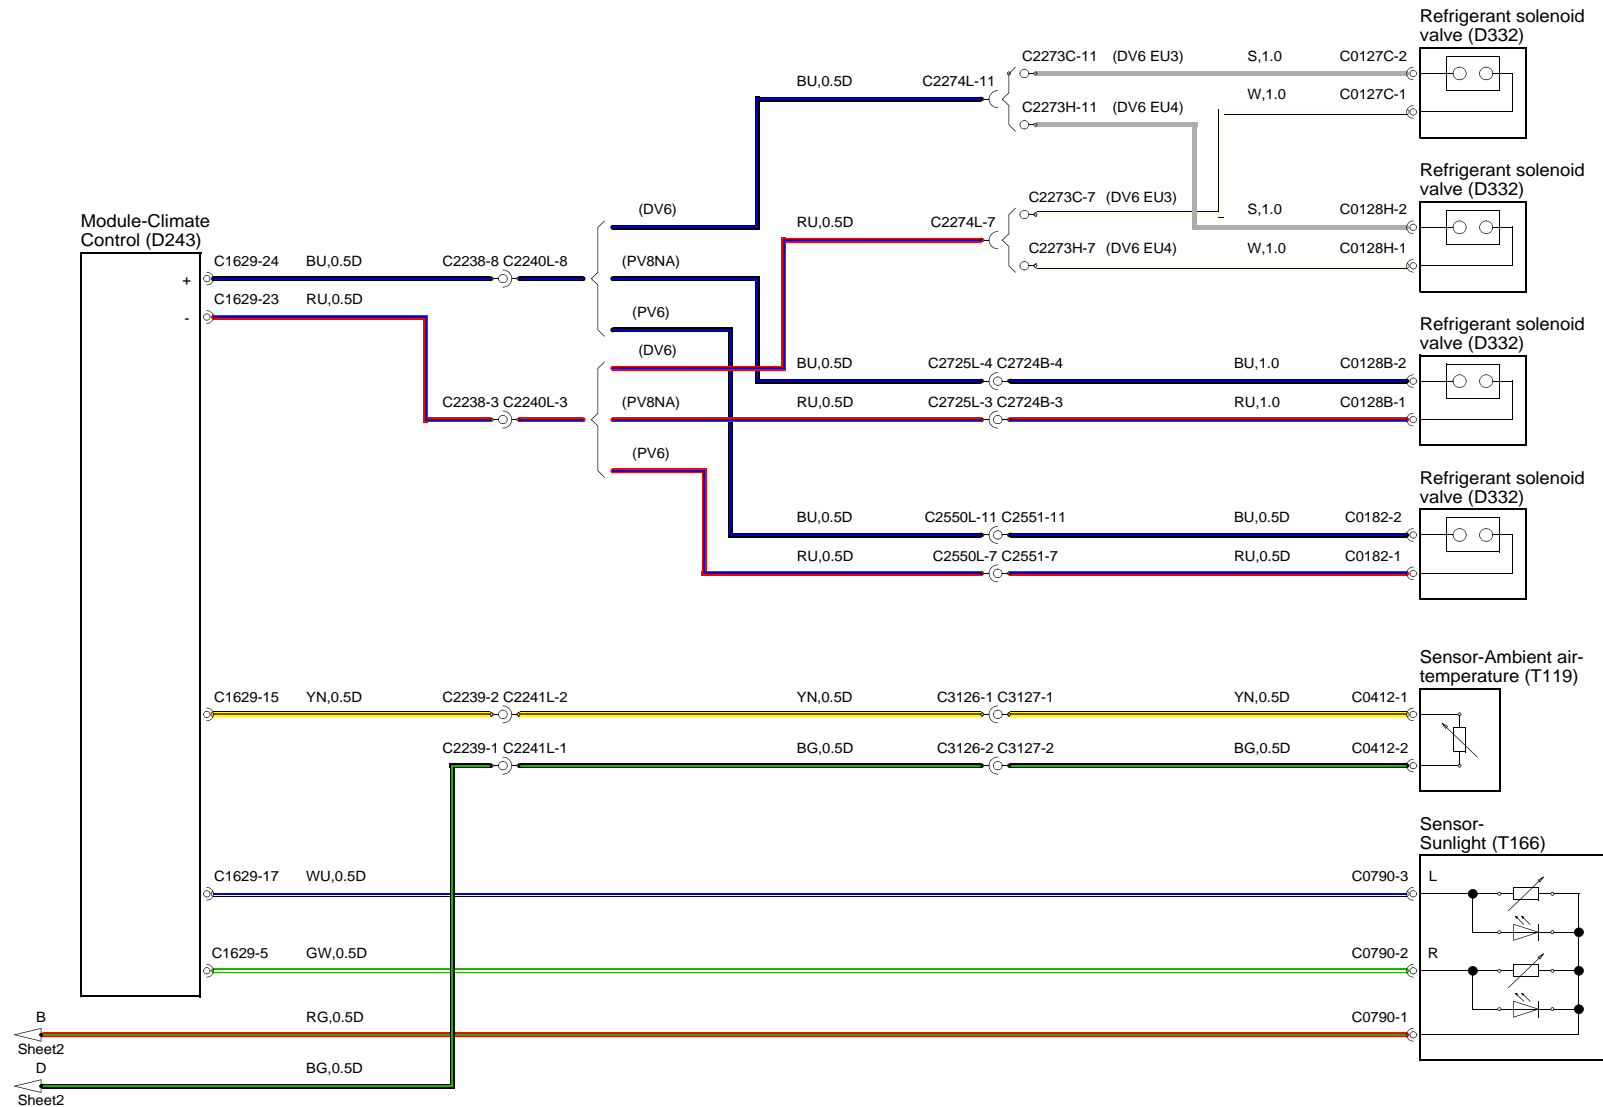 Refrigerant solenoid
valve (D332)
C2273C-11 (DV6 EU3) S,1.0 C0127C-2
BU,0.5D C2274L-11
W,1.0 C0127C-1
C2273H-11 (DV6 EU4)
Refrigerant solenoid
valve (D332)
C2273C-7 (DV6 EU3)
(DV6) S,1.0 C0128H-2
Module-Climate
Control (D243)
RU,0.5D C2274L-7
C2273H-7 (DV6 EU4) W,1.0 C0128H-1
C1629-24 BU,0.5D C2238-8 C2240L-8 (PV8NA)
+
C1629-23 RU,0.5D
-
(PV6)
Refrigerant solenoid
valve (D332)
(DV6)
BU,0.5D C2725L-4 C2724B-4 BU,1.0 C0128B-2
C2238-3 C2240L-3 (PV8NA) RU,0.5D C2725L-3 C2724B-3 RU,1.0 C0128B-1
(PV6)
Refrigerant solenoid
valve (D332)
BU,0.5D C2550L-11 C2551-11 BU,0.5D C0182-2
RU,0.5D C2550L-7 C2551-7 RU,0.5D C0182-1
Sensor-Ambient air-
temperature (T119)
C1629-15 YN,0.5D C2239-2 C2241L-2 YN,0.5D C3126-1 C3127-1 YN,0.5D C0412-1
C2239-1 C2241L-1 BG,0.5D C3126-2 C3127-2 BG,0.5D C0412-2
Sensor-
Sunlight (T166)
C1629-17 WU,0.5D C0790-3 L
C1629-5 GW,0.5D C0790-2 R
B RG,0.5D C0790-1
Sheet2
D BG,0.5D
Sheet2